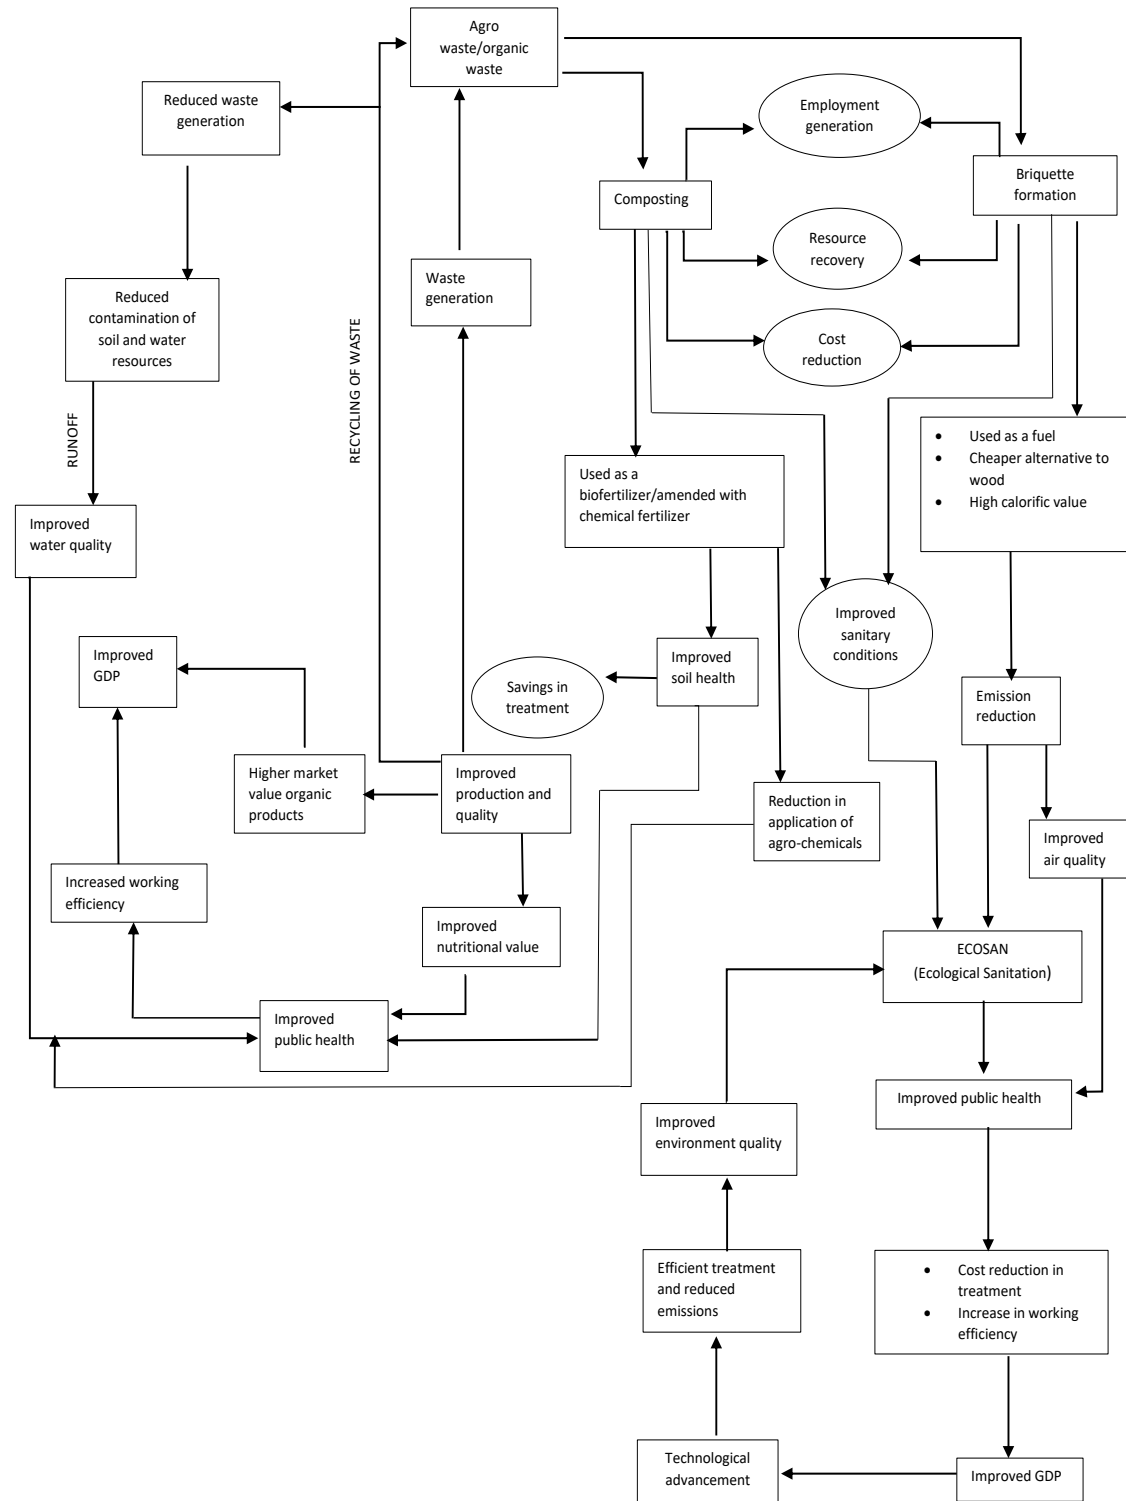 Agro
waste/organic
waste
Reduced waste
generation
Employment
generation
Briquette
formation
Composting
Resource
recovery
Waste
generation
Reduced
contamination of
soil and water
resources
Cost
reduction
RECYCLING OF WASTE
RUNOFF
• Used as a fuel
• Cheaper alternative to
wood
• High calorific value
Used as a
biofertilizer/amended with
chemical fertilizer
Improved
water quality
Improved
sanitary
conditions
Improved
GDP
Improved
soil health
Savings in
treatment
Emission
reduction
Higher market
value organic
products
Improved
production and
quality
Reduction in
application of
agro-chemicals
Improved
air quality
Increased working
efficiency
Improved
nutritional value
ECOSAN
(Ecological Sanitation)
Improved
public health
Improved public health
Improved
environment quality
Efficient treatment
and reduced
emissions
• Cost reduction in
treatment
• Increase in working
efficiency
Technological
advancement
Improved GDP